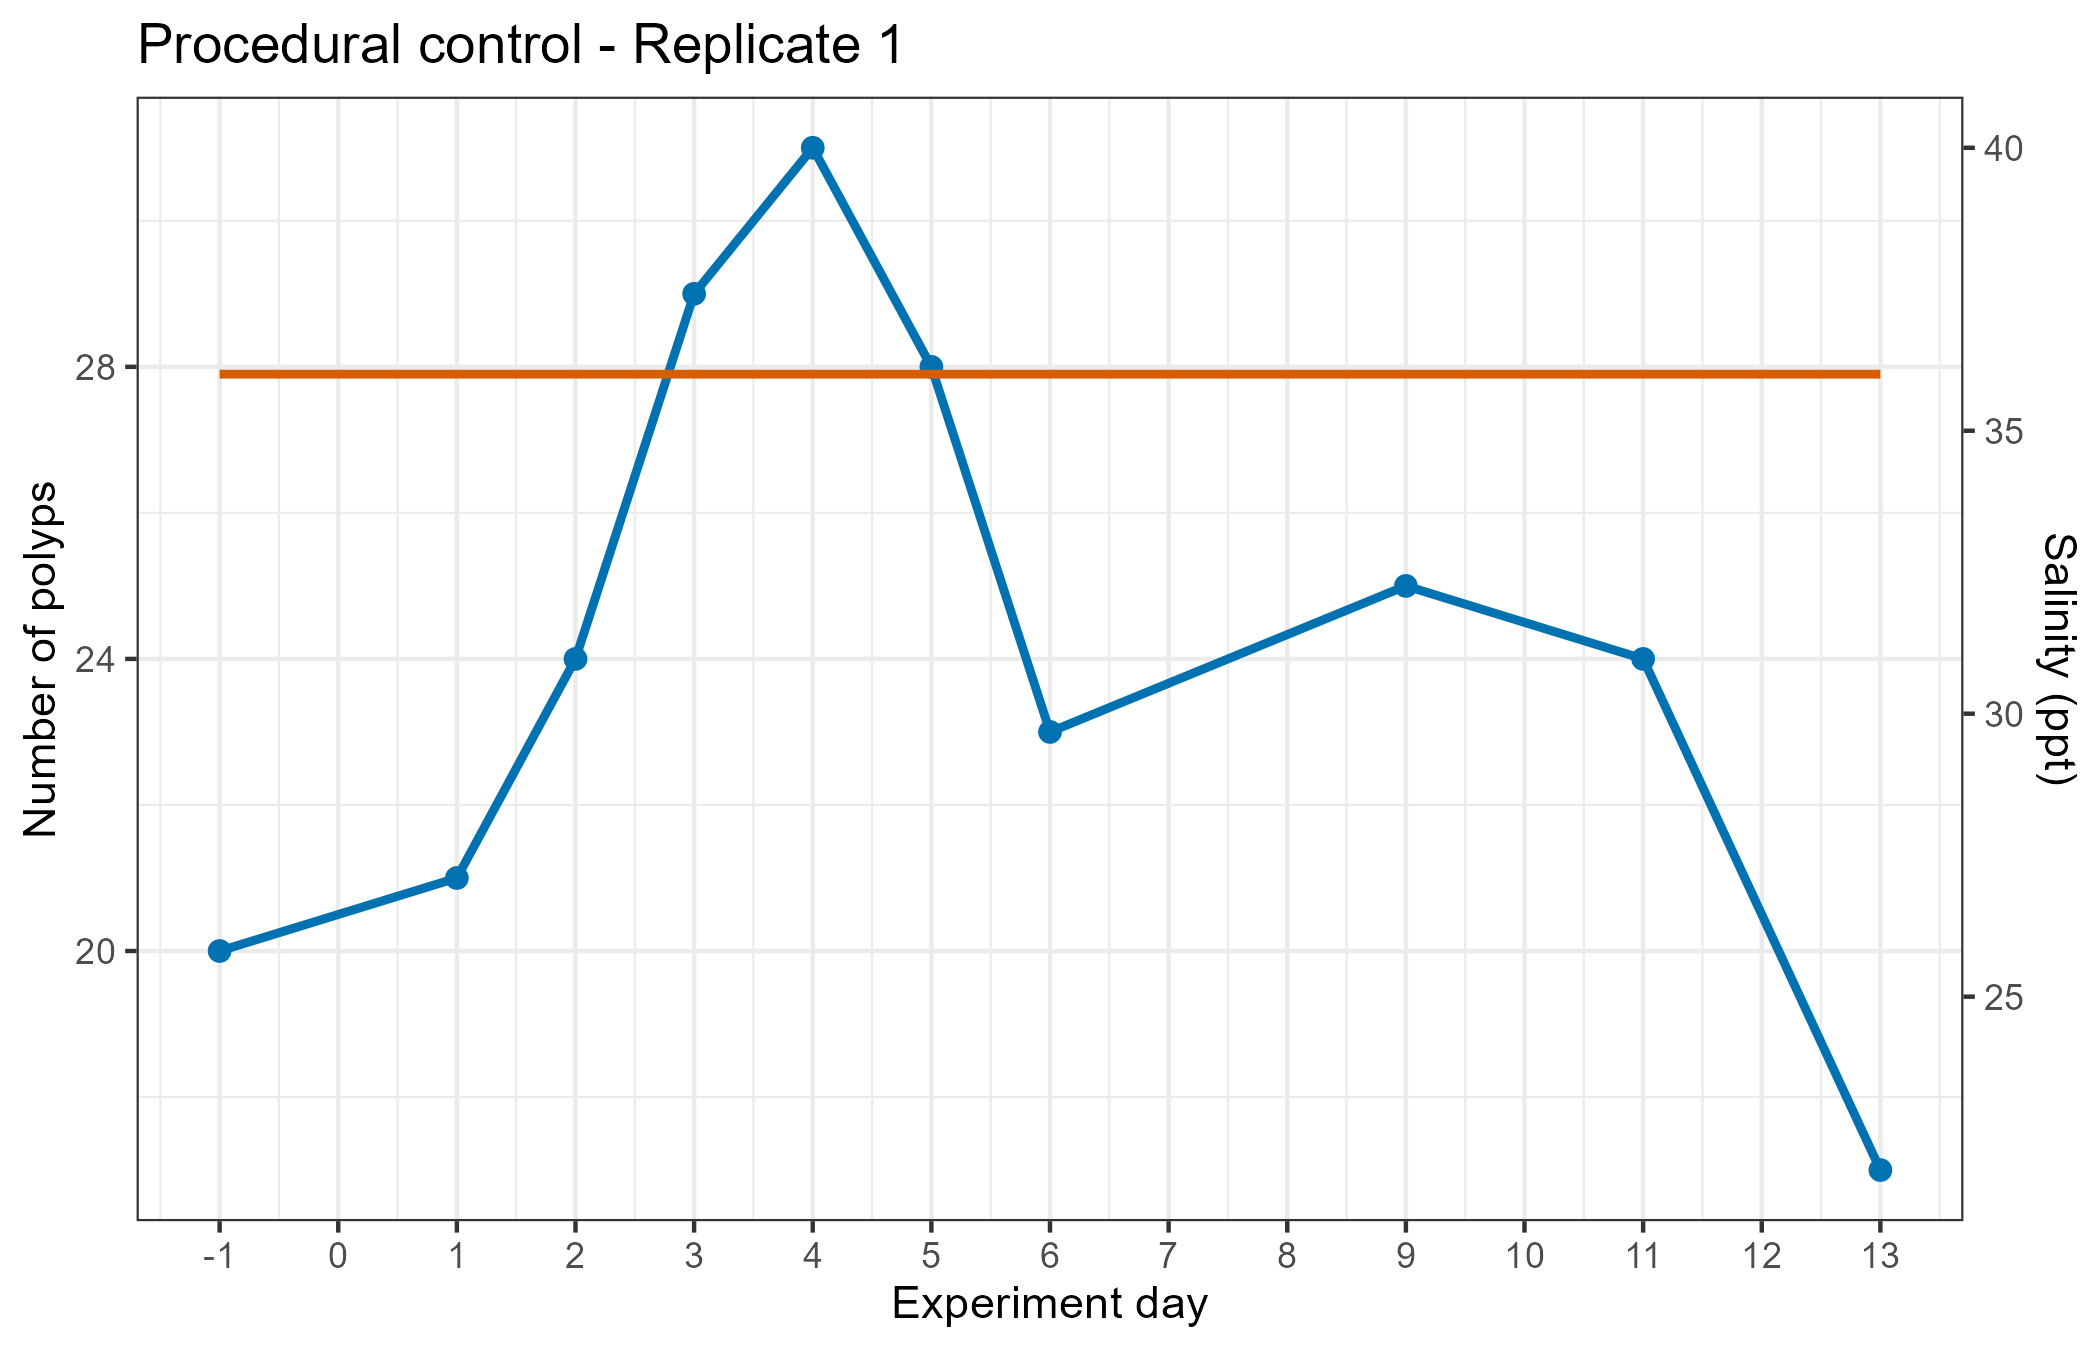 Procedural control - Replicate 1
Number of polyps
28
24
20
40
35
30
25
Salinity (ppt)
-1 0 1 2 3 4 5 6 7 8 9 10 11 12 13
Experiment day